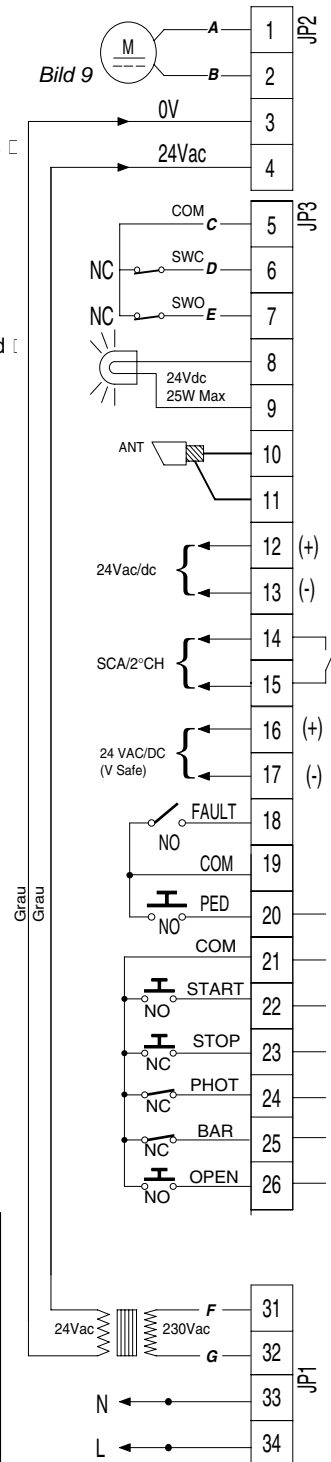 A 1 JP2
M
Bild 9 B 2
0V 3
24Vac 4
COM C 5 JP3
NC SWC D 6
NC SWO E 7
d
8
24Vdc
25W Max
9
ANT 10
11
12 (+)
24Vac/dc
13 (-)
14
SCA/2°CH
15
16 (+)
24 VAC/DC
(V Safe)
17 (-)
FAULT 18
NO
COM 19
PED 20
NO
COM 21
START 22
NO
STOP 23
NC
PHOT 24
NC
BAR 25
NC
OPEN 26
NO
Grau
Grau
F 31
24Vac 230Vac
G 32
JP1
N 33
L 34